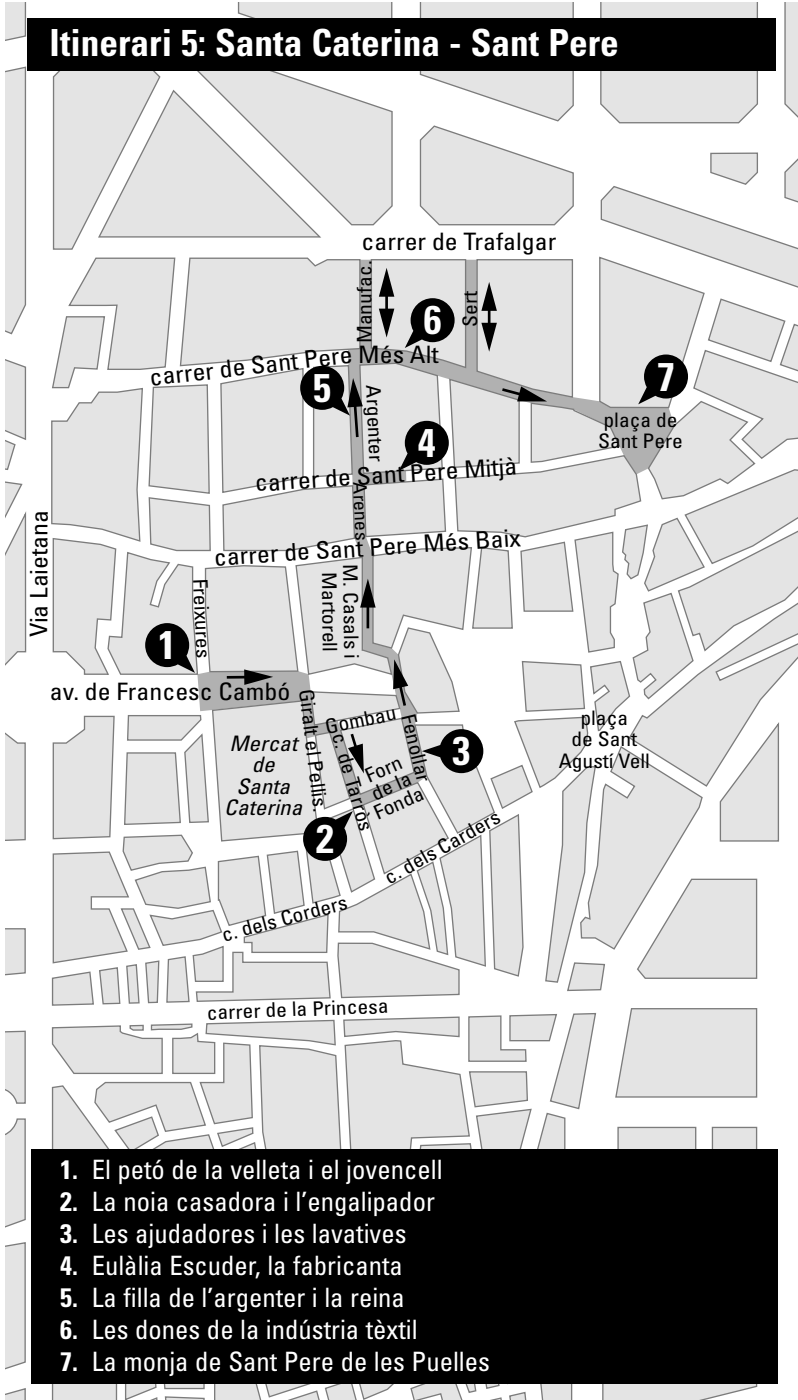 Itinerari 5: Santa Caterina - Sant Pere
carrer de Trafalgar
Manufac.
Sert
6
carrer de Sant Pere Més Alt
7
5
Argenter
plaça de
Sant Pere
4
carrer de Sant Pere Mitjà
Arenes
Via Laietana
carrer de Sant Pere Més Baix
Freixures
M. Casals i
Martorell
1
av. de Francesc Cambó
Giralt el Pellis.
Gombau
Fenollar
plaça
de Sant
Agustí Vell
Mercat
de
Santa
Caterina
c. de Tarròs
Forn
de la
Fonda
3
2
c. dels Carders
c. dels Corders
carrer de la Princesa
1. El petó de la velleta i el jovencell
2. La noia casadora i l'engalipador
3. Les ajudadores i les lavatives
4. Eulàlia Escuder, la fabricanta
5. La filla de l'argenter i la reina
6. Les dones de la indústria tèxtil
7. La monja de Sant Pere de les Puelles